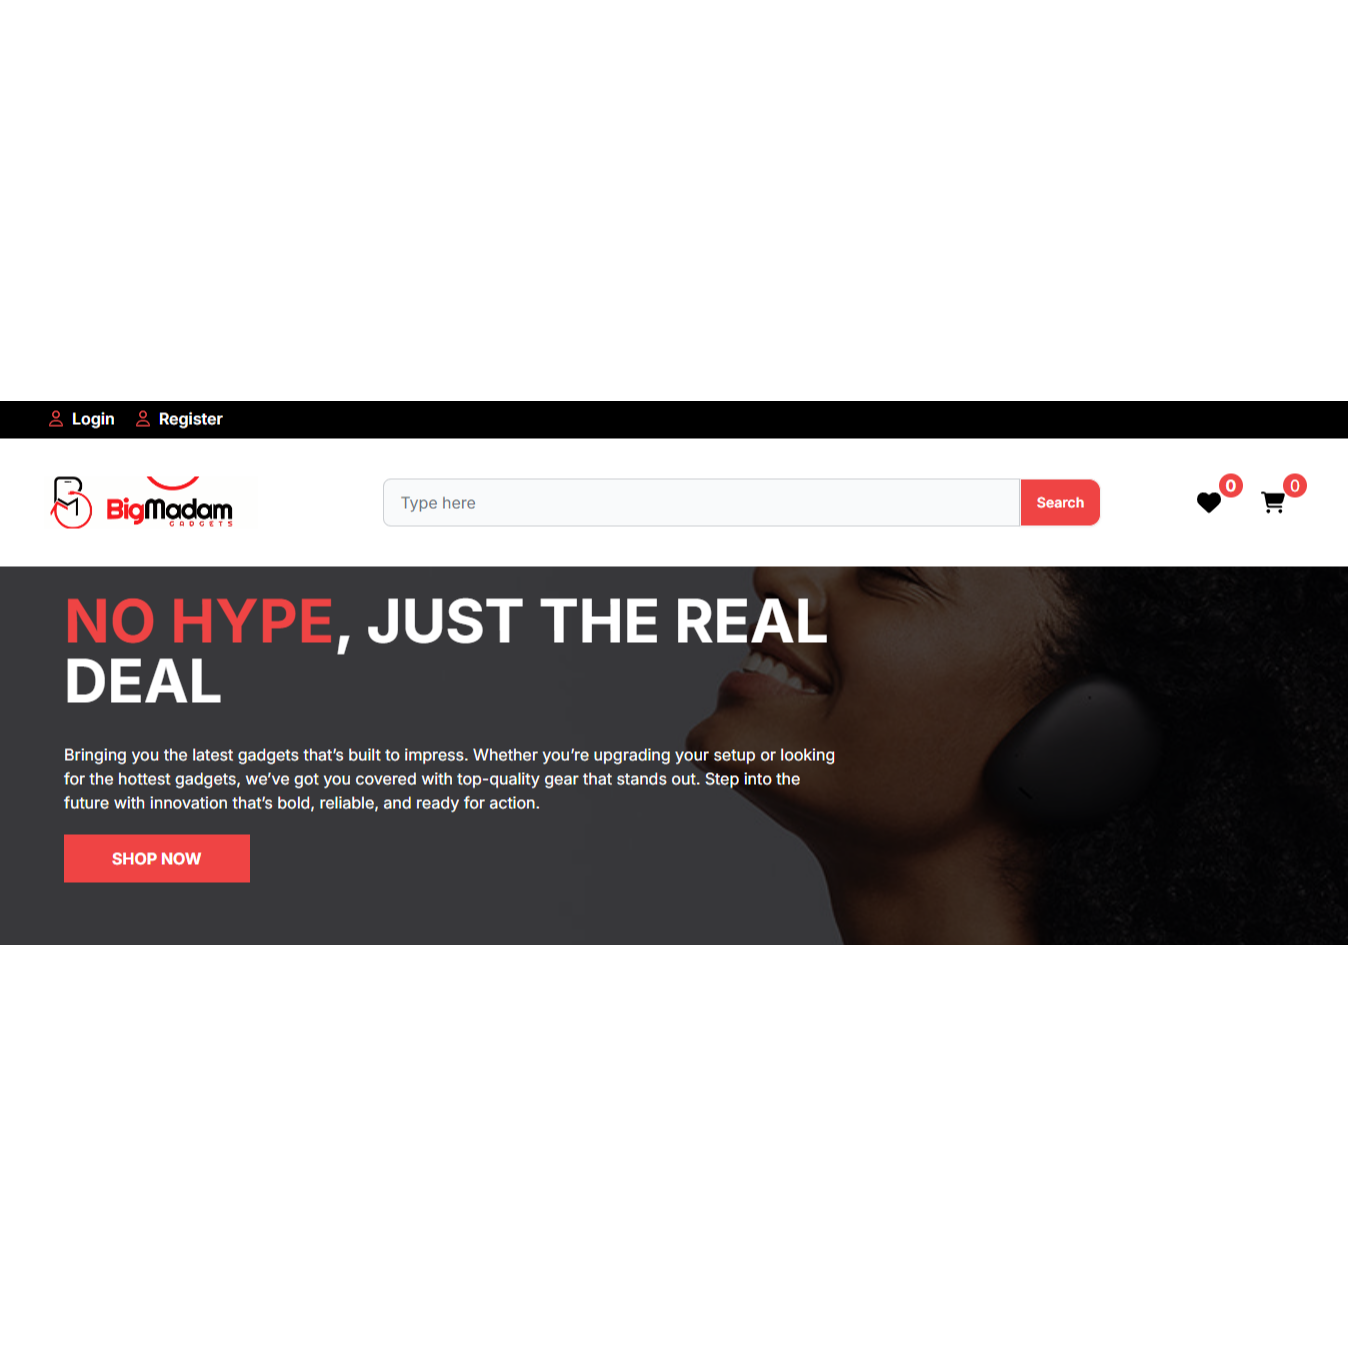 Login Register
BigMadam
GADGETS
Type here
Search
0
0
NO HYPE, JUST THE REAL
DEAL
Bringing you the latest gadgets that’s built to impress. Whether you’re upgrading your setup or looking
for the hottest gadgets, we’ve got you covered with top-quality gear that stands out. Step into the
future with innovation that’s bold, reliable, and ready for action.
SHOP NOW